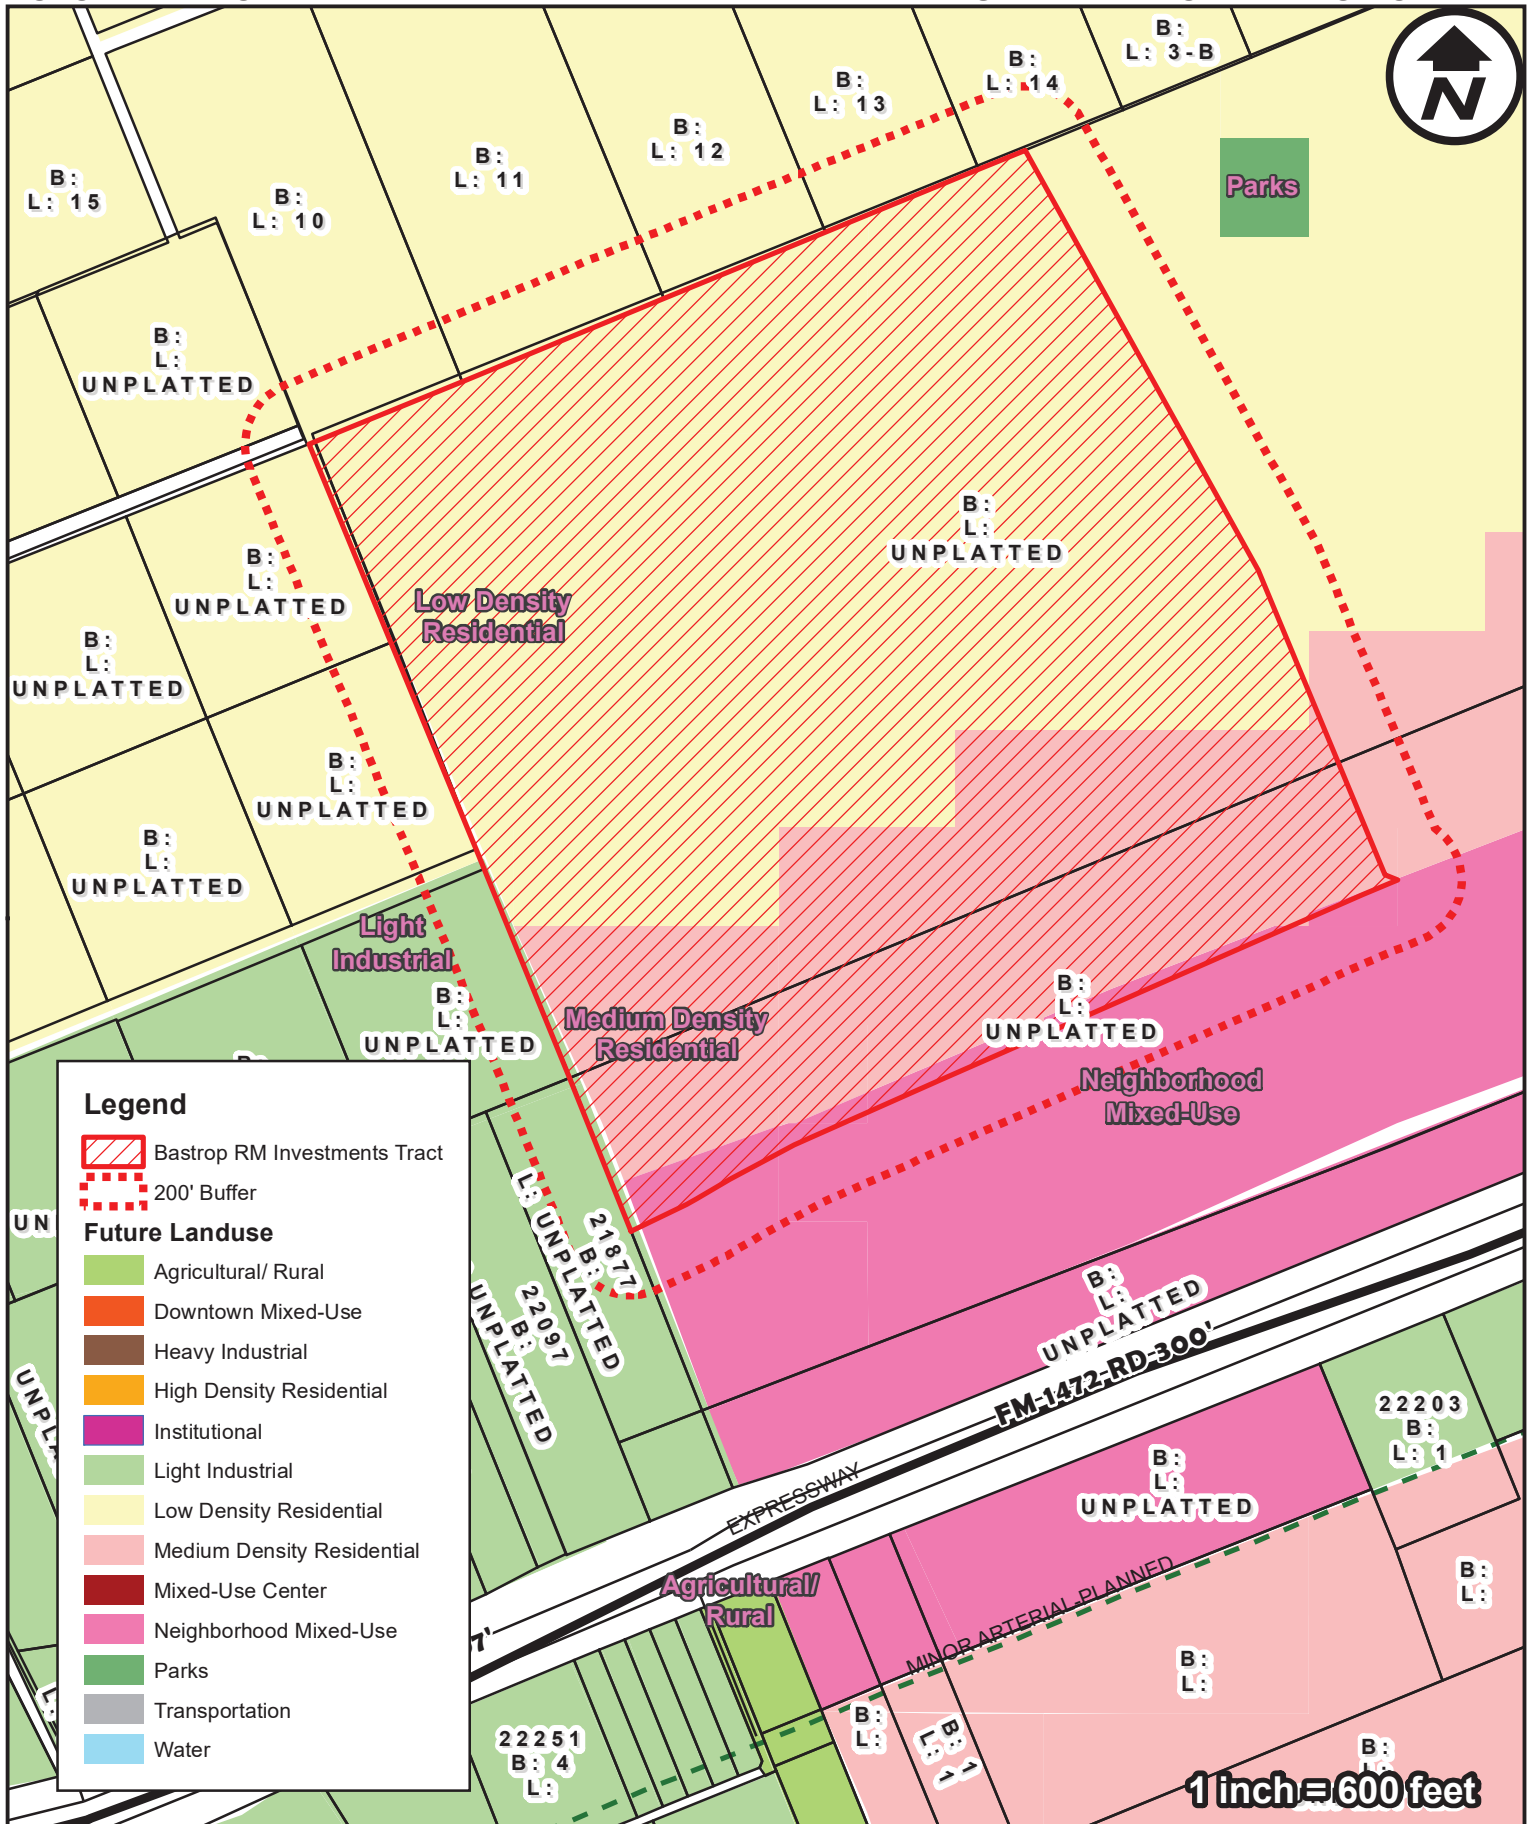 B:
L: 3-B
B:
L: 14
B:
L: 13
B:
L: 12
B:
L: 11
B:
L: 10
B:
L: 15
N
Parks
B:
L:
UNPLATTED
B:
L:
UNPLATTED
B:
L:
UNPLATTED
Low Density
Residential
B:
L:
UNPLATTED
B:
L:
UNPLATTED
B:
L:
UNPLATTED
Light
Industrial
B:
L:
UNPLATTED
Medium Density
Residential
B:
L:
UNPLATTED
Neighborhood
Mixed-Use
21877
B:
L: UNPLATTED
22097
B:
UNPLATTED
B:
L:
UNPLATTED
FM-1472-RD-300'
EXPRESSWAY
22203
B:
L: 1
B:
L:
UNPLATTED
MINOR ARTERIAL-PLANNED
Agricultural/
Rural
B:
L:
B:
L:
B:
L:
B: 1
L: 1
22251
B: 4
L:
B:
1 inch = 600 feet
Legend
Bastrop RM Investments Tract
200' Buffer
Future Landuse
Agricultural/ Rural
Downtown Mixed-Use
Heavy Industrial
High Density Residential
Institutional
Light Industrial
Low Density Residential
Medium Density Residential
Mixed-Use Center
Neighborhood Mixed-Use
Parks
Transportation
Water